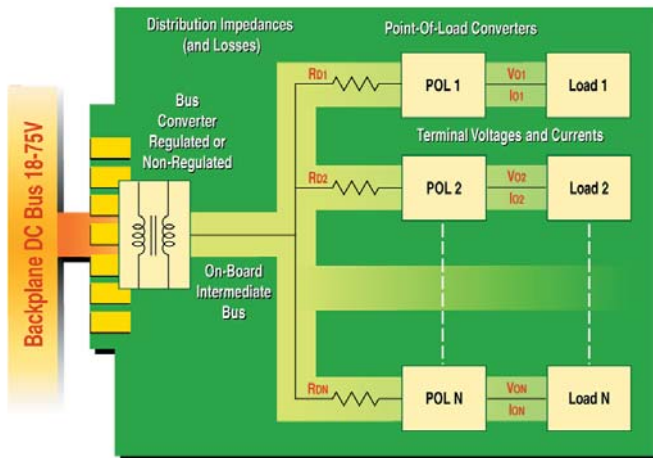 Distribution Impedances
(and Losses)
Point-Of-Load Converters
RD1
POL 1
VO1
IO1
Load 1
Bus
Converter
Regulated or
Non-Regulated
Terminal Voltages and Currents
RD2
POL 2
VO2
IO2
Load 2
Backplane DC Bus 18-75V
On-Board
Intermediate
Bus
RDN
POL N
VON
ION
Load N